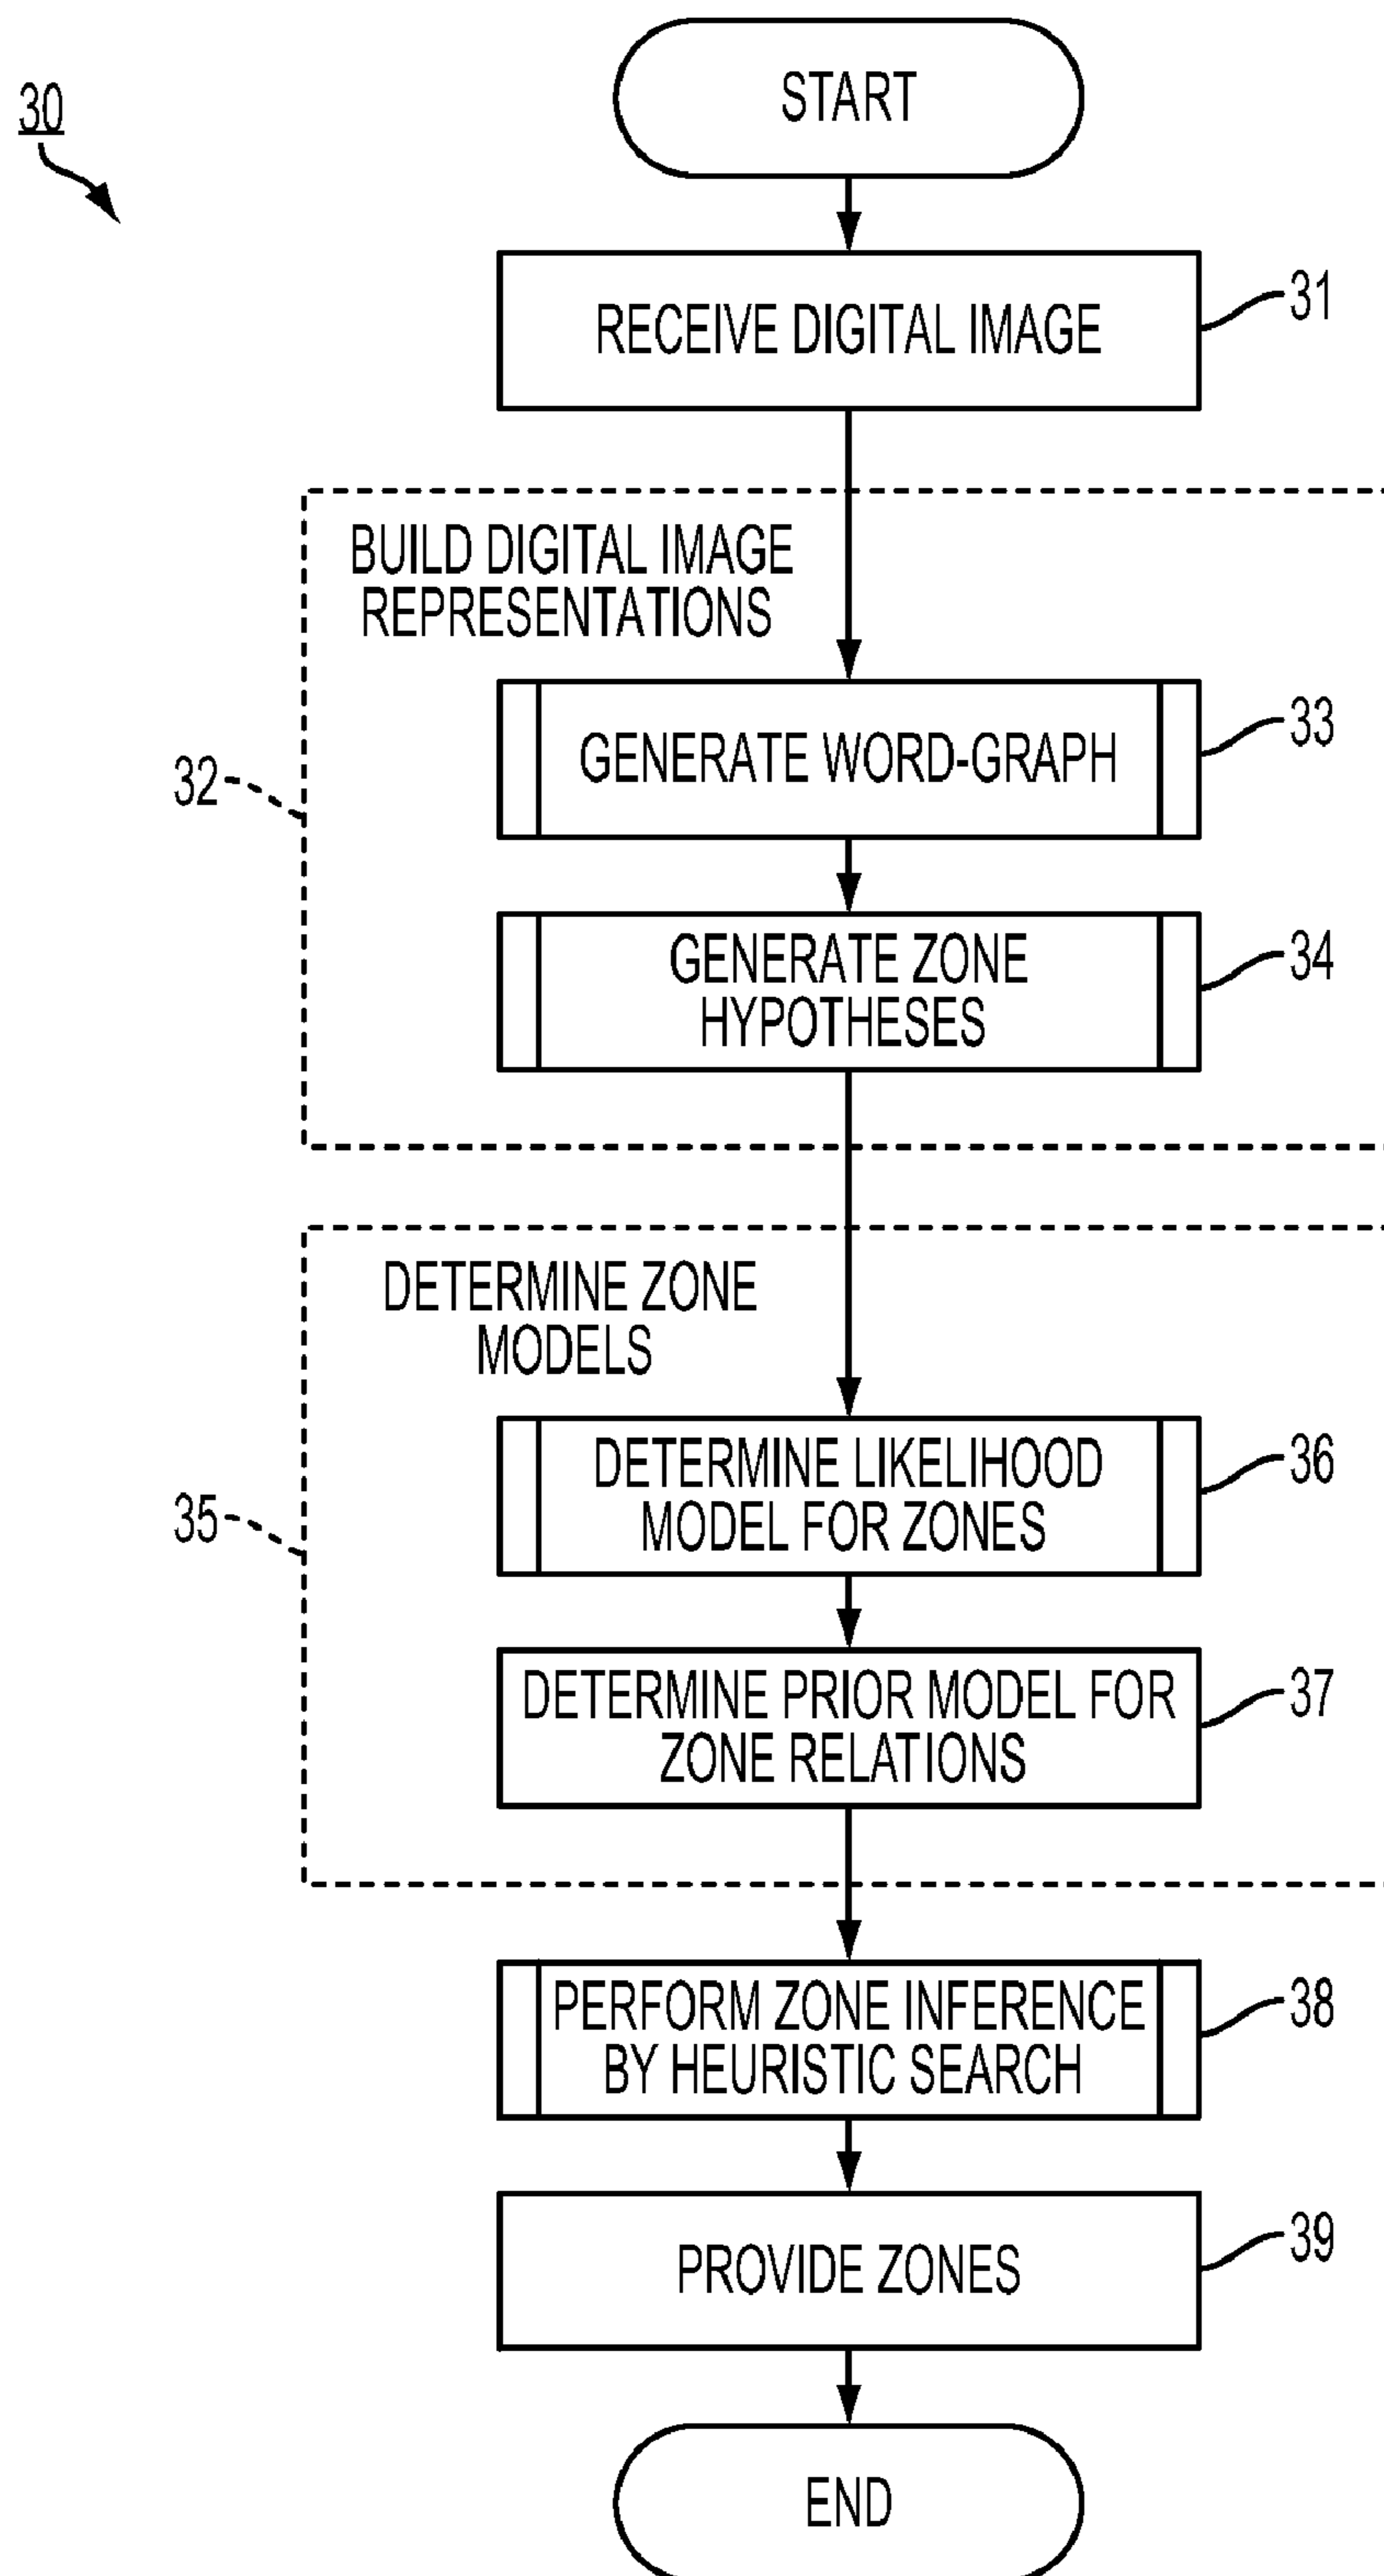 30
START
RECEIVE DIGITAL IMAGE
31
BUILD DIGITAL IMAGE
REPRESENTATIONS
32
GENERATE WORD-GRAPH
33
GENERATE ZONE
HYPOTHESES
34
DETERMINE ZONE
MODELS
35
DETERMINE LIKELIHOOD
MODEL FOR ZONES
36
DETERMINE PRIOR MODEL FOR
ZONE RELATIONS
37
PERFORM ZONE INFERENCE
BY HEURISTIC SEARCH
38
PROVIDE ZONES
39
END